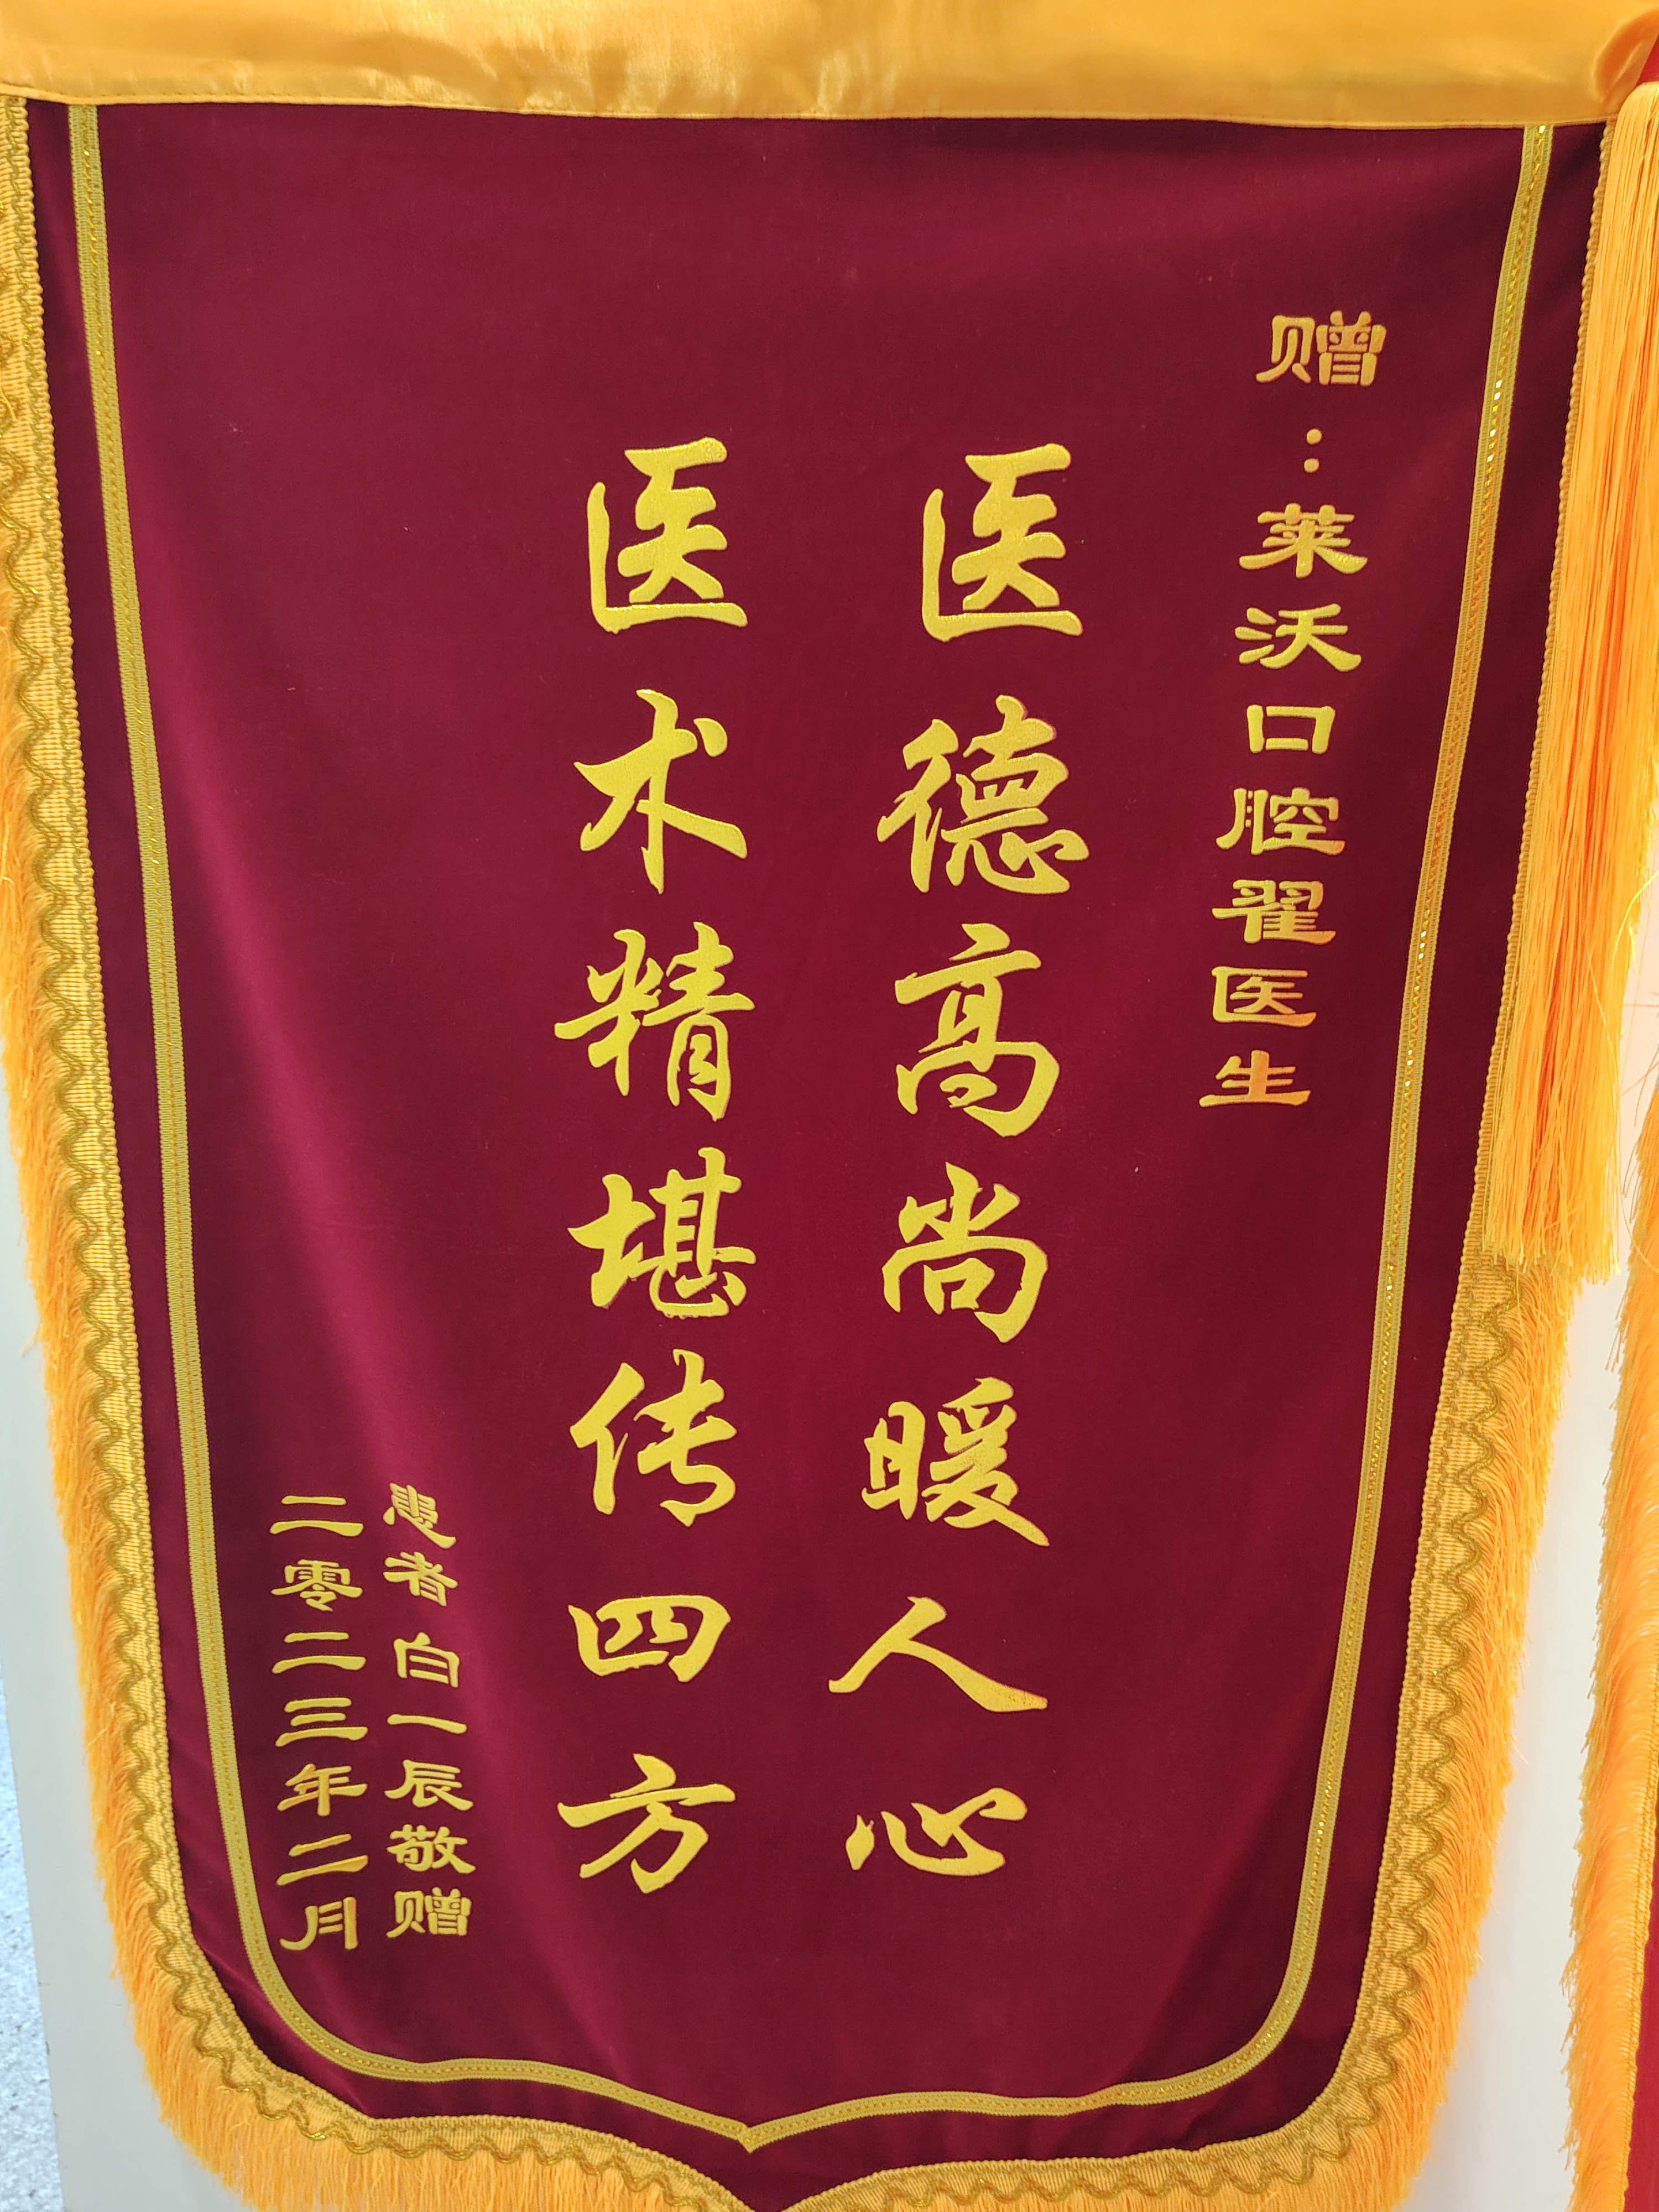 赠：莱沃口腔翟医生
医德高尚暖人心
医术精堪传四方
患者白一辰敬赠
二零二三年二月